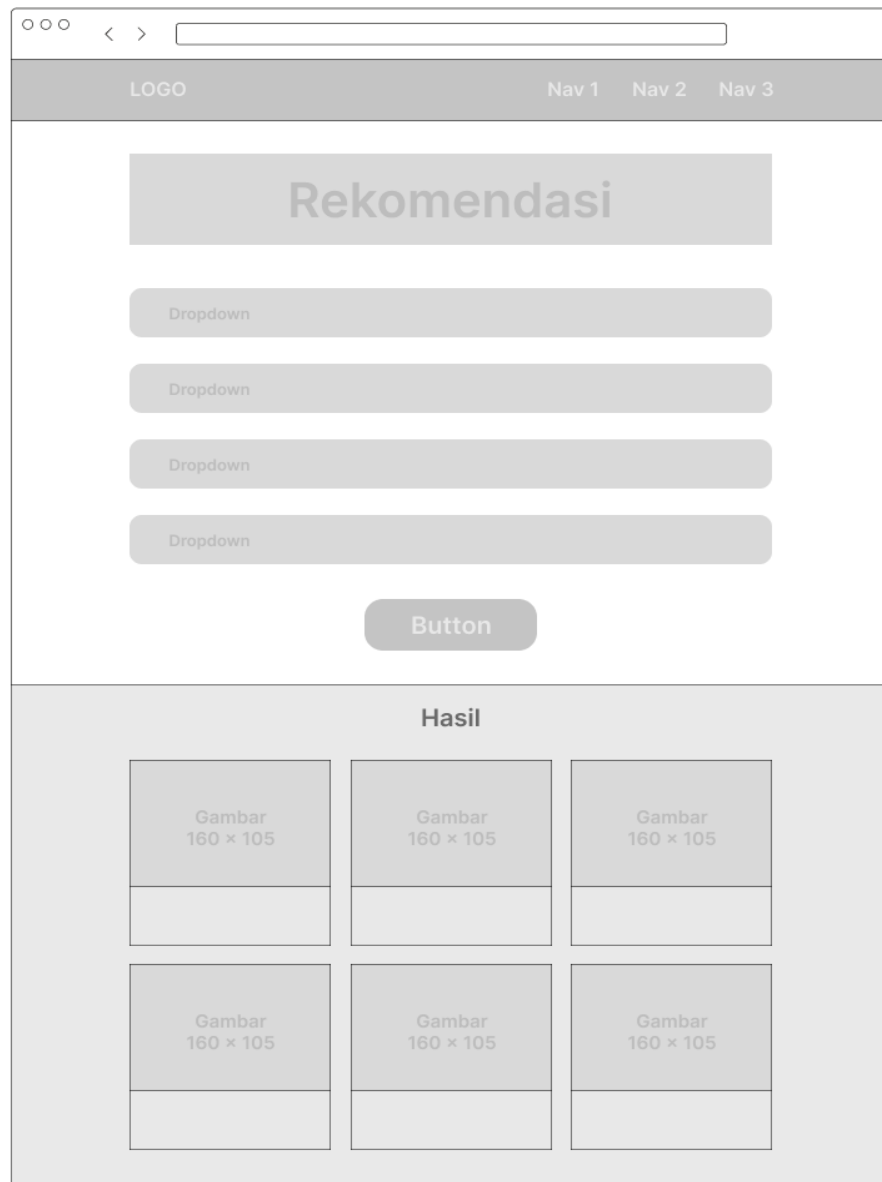 LOGO Nav 1 Nav 2 Nav 3
Rekomendasi
Dropdown
Dropdown
Dropdown
Dropdown
Button
Hasil
Gambar
160 × 105
Gambar
160 × 105
Gambar
160 × 105
Gambar
160 × 105
Gambar
160 × 105
Gambar
160 × 105